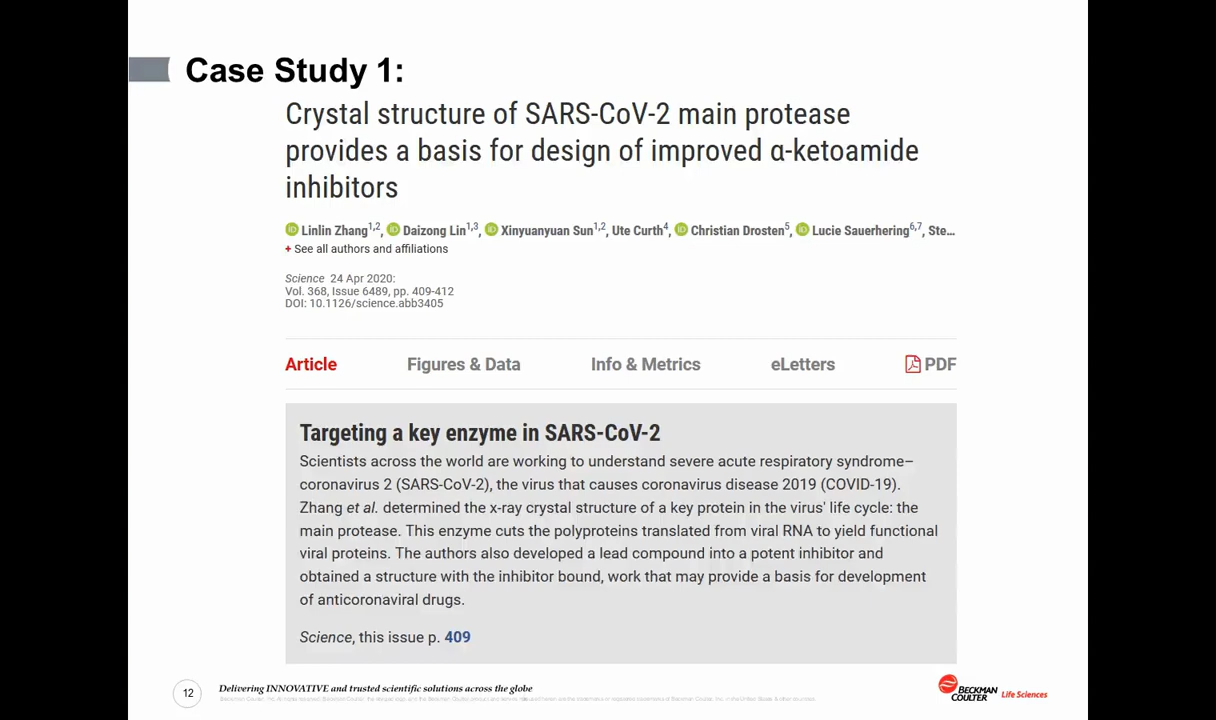 Case Study 1:
Crystal structure of SARS-CoV-2 main protease
provides a basis for design of improved α-ketoamide
inhibitors
iD Linlin Zhang1,2, iD Daizong Lin1,3, iD Xinyuanyuan Sun1,2, Ute Curth4, iD Christian Drosten5, iD Lucie Sauerhering6,7, Ste...
+ See all authors and affiliations
Science 24 Apr 2020:
Vol. 368, Issue 6489, pp. 409-412
DOI: 10.1126/science.abb3405
Article Figures & Data Info & Metrics eLetters PDF
Targeting a key enzyme in SARS-CoV-2
Scientists across the world are working to understand severe acute respiratory syndrome–
coronavirus 2 (SARS-CoV-2), the virus that causes coronavirus disease 2019 (COVID-19).
Zhang et al. determined the x-ray crystal structure of a key protein in the virus' life cycle: the
main protease. This enzyme cuts the polyproteins translated from viral RNA to yield functional
viral proteins. The authors also developed a lead compound into a potent inhibitor and
obtained a structure with the inhibitor bound, work that may provide a basis for development
of anticoronaviral drugs.
Science, this issue p. 409
12
Delivering INNOVATIVE and trusted scientific solutions across the globe
BECKMAN
COULTER Life Sciences